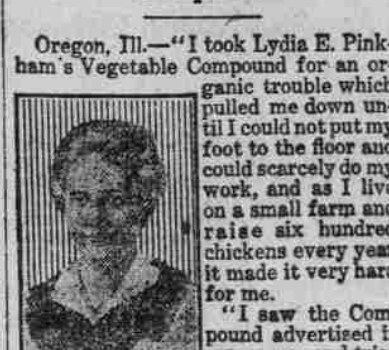 Oregon, Ill.—"I took Lydia E. Pink-
ham's Vegetable Compound for an or-
ganic trouble which
pulled me down un-
til I could not put my
foot to the floor and
could scarcely do my
work, and as I live
on a small farm and
raise six hundred
chickens every year
it made it very hard
for me.
"I saw the Com-
pound advertised i